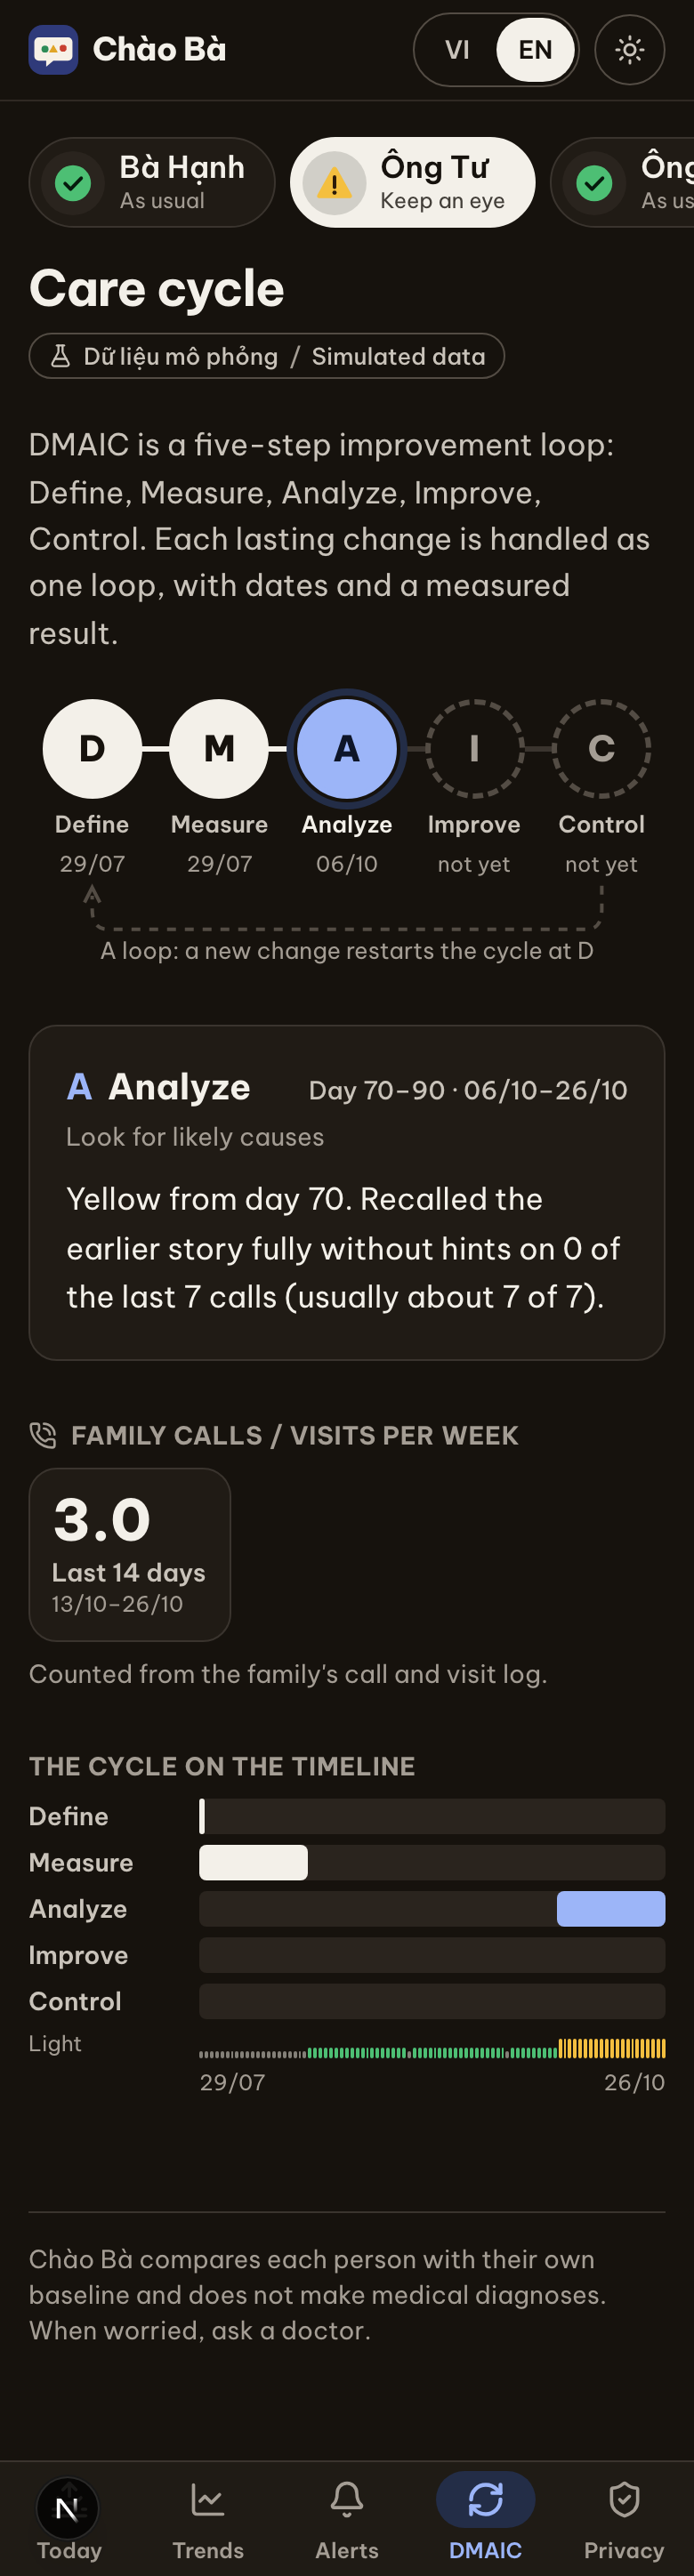 Chào Bà
VI
EN
Bà Hạnh
As usual
Ông Tư
Keep an eye
Care cycle
Dữ liệu mô phỏng / Simulated data
DMAIC is a five-step improvement loop:
Define, Measure, Analyze, Improve,
Control. Each lasting change is handled as
one loop, with dates and a measured
result.
D
M
A
I
C
Define
Measure
Analyze
Improve
Control
29/07
29/07
06/10
not yet
not yet
A loop: a new change restarts the cycle at D
A Analyze
Day 70–90 · 06/10–26/10
Look for likely causes
Yellow from day 70. Recalled the
earlier story fully without hints on 0 of
the last 7 calls (usually about 7 of 7).
FAMILY CALLS / VISITS PER WEEK
3.0
Last 14 days
13/10–26/10
Counted from the family's call and visit log.
THE CYCLE ON THE TIMELINE
Define
Measure
Analyze
Improve
Control
Light
29/07
26/10
Chào Bà compares each person with their own
baseline and does not make medical diagnoses.
When worried, ask a doctor.
N
Today
Trends
Alerts
DMAIC
Privacy